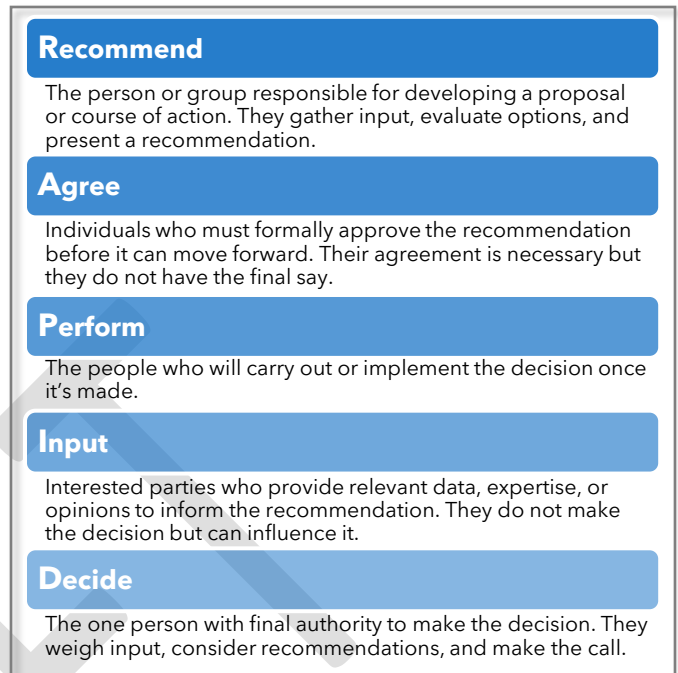 Recommend
The person or group responsible for developing a proposal
or course of action. They gather input, evaluate options, and
present a recommendation.
Agree
Individuals who must formally approve the recommendation
before it can move forward. Their agreement is necessary but
they do not have the final say.
Perform
The people who will carry out or implement the decision once
it's made.
Input
Interested parties who provide relevant data, expertise, or
opinions to inform the recommendation. They do not make
the decision but can influence it.
Decide
The one person with final authority to make the decision. They
weigh input, consider recommendations, and make the call.